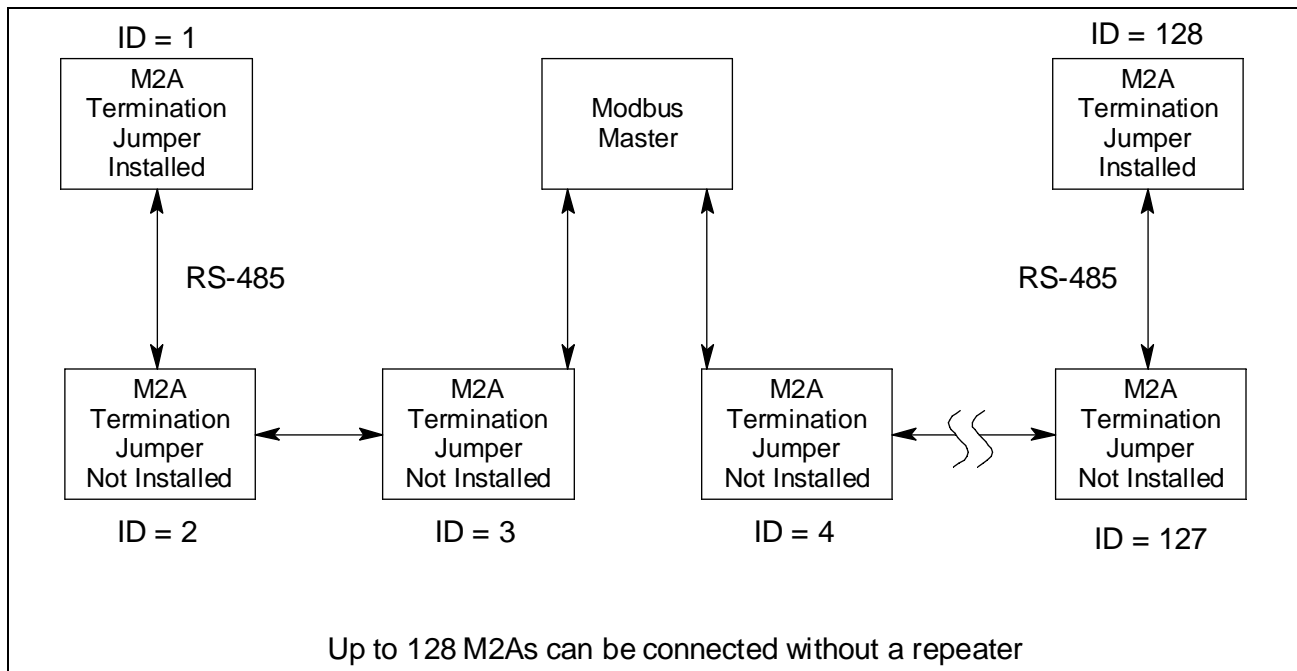 ID = 1
M2A
Termination
Jumper
Installed
Modbus
Master
ID = 128
M2A
Termination
Jumper
Installed
RS-485
RS-485
M2A
Termination
Jumper
Not Installed
ID = 2
M2A
Termination
Jumper
Not Installed
ID = 3
M2A
Termination
Jumper
Not Installed
ID = 4
M2A
Termination
Jumper
Not Installed
ID = 127
Up to 128 M2As can be connected without a repeater